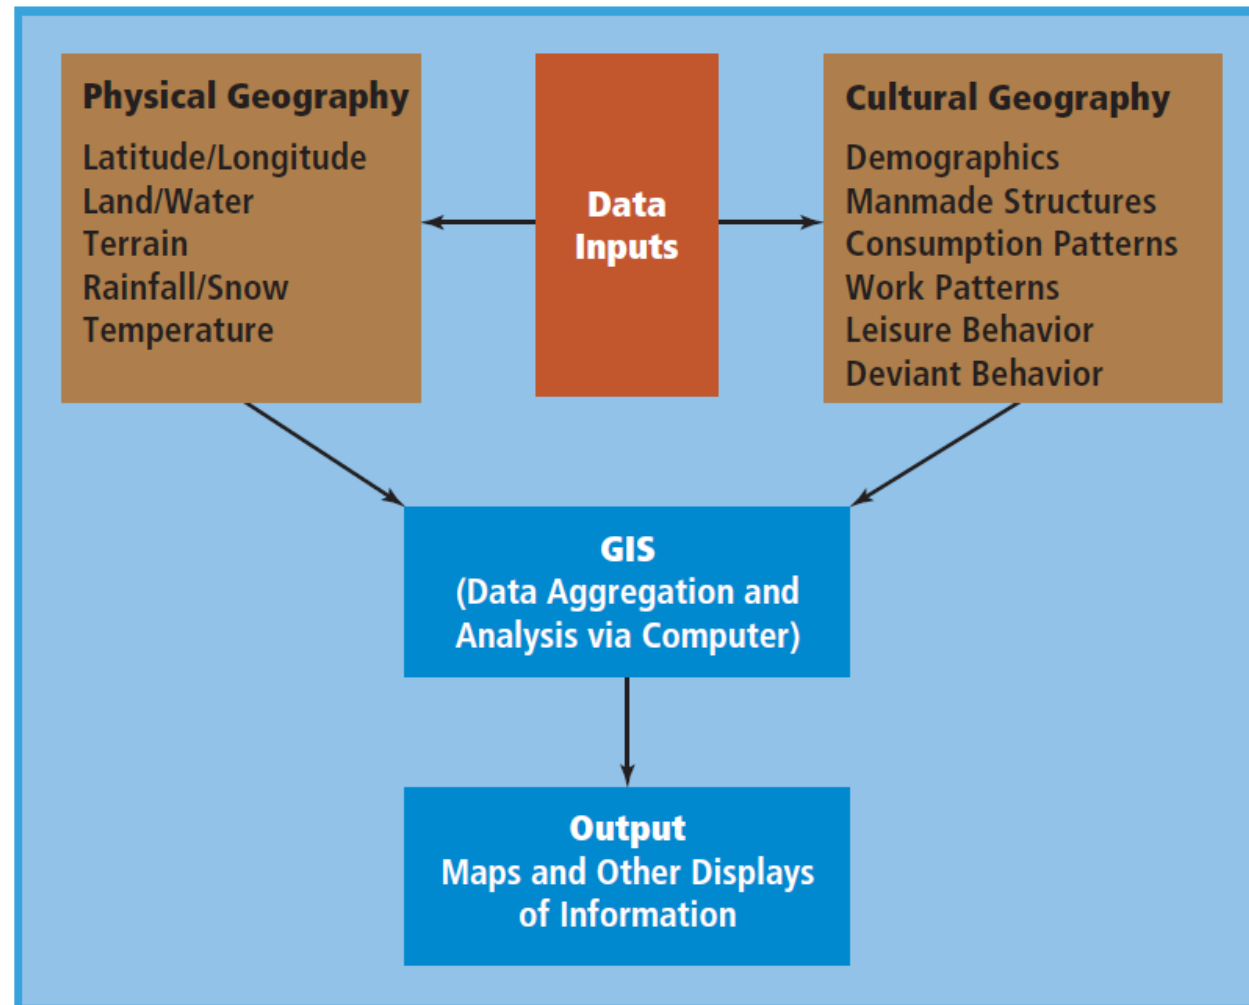 Physical Geography
Latitude/Longitude
Land/Water
Terrain
Rainfall/Snow
Temperature
Data
Inputs
Cultural Geography
Demographics
Manmade Structures
Consumption Patterns
Work Patterns
Leisure Behavior
Deviant Behavior
GIS
(Data Aggregation and
Analysis via Computer)
Output
Maps and Other Displays
of Information